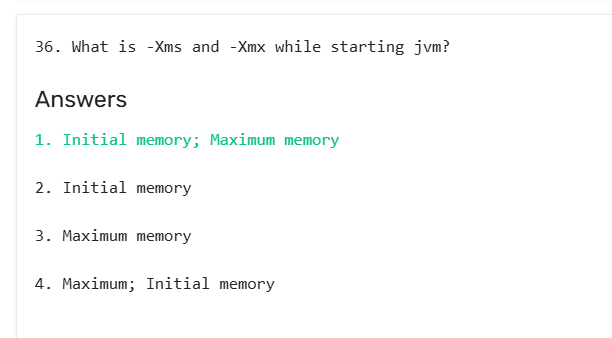 36. What is -Xms and -Xmx while starting jvm?
Answers
1. Initial memory; Maximum memory
2. Initial memory
3. Maximum memory
4. Maximum; Initial memory